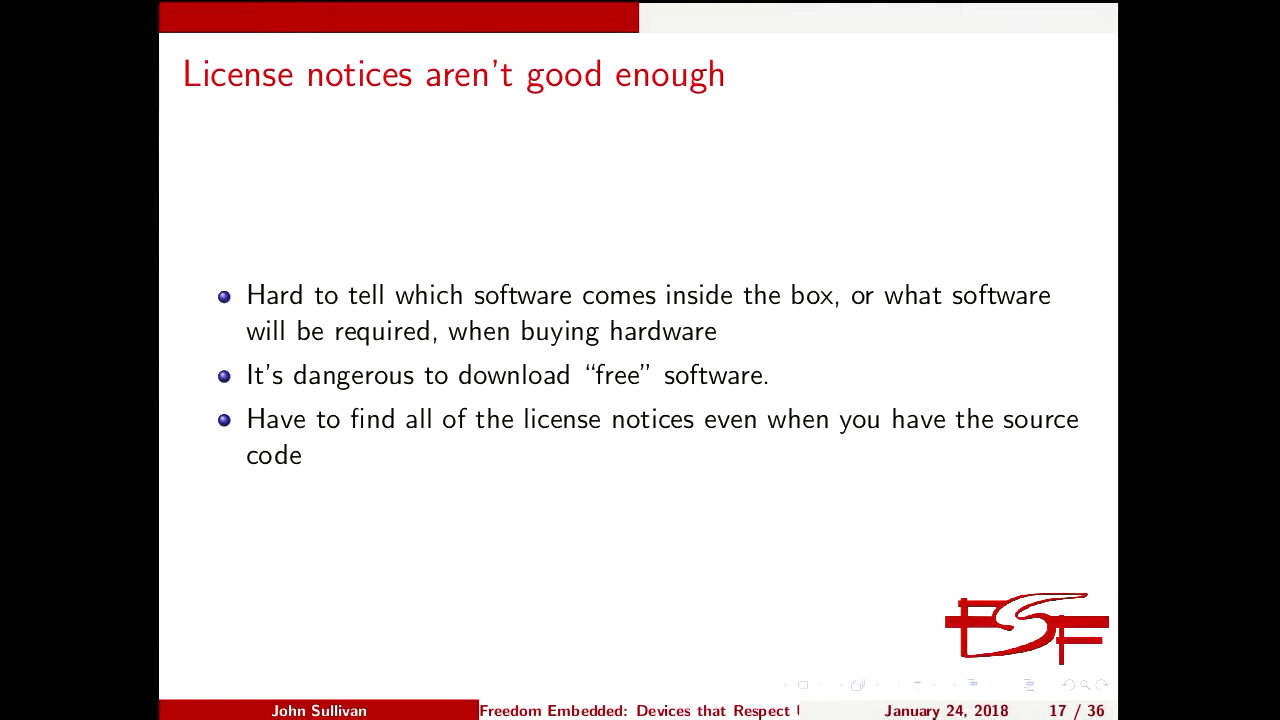 License notices aren't good enough
Hard to tell which software comes inside the box, or what software
will be required, when buying hardware
It's dangerous to download “free” software.
Have to find all of the license notices even when you have the source
code
FSF
John Sullivan
Freedom Embedded: Devices that Respect
January 24, 2018
17 / 36